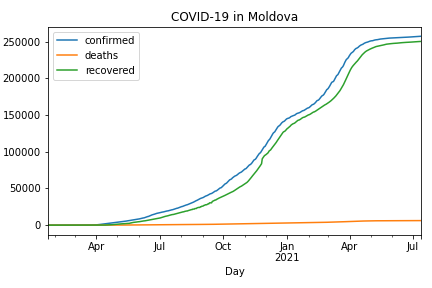 COVID-19 in Moldova
confirmed
deaths
recovered
250000
200000
150000
100000
50000
0
Apr Jul Oct Jan Apr Jul
2021
Day